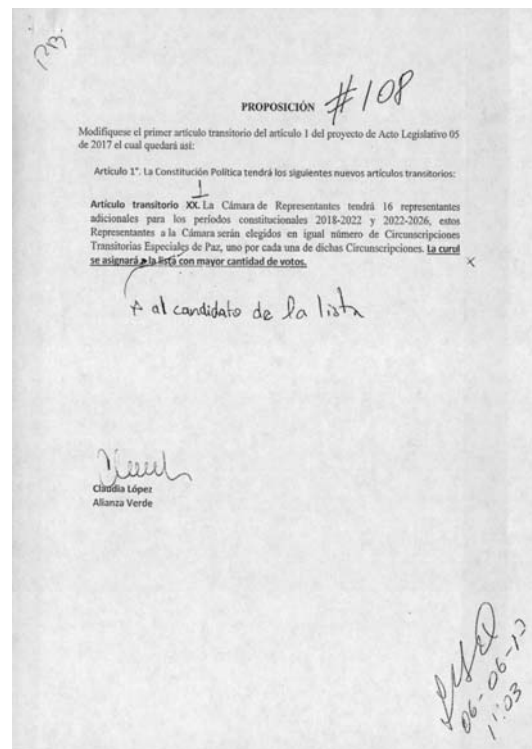 PROPOSICIÓN #108
Modifíquese el primer artículo transitorio del artículo 1 del proyecto de Acto Legislativo 05
de 2017 el cual quedará así:
Artículo 1°. La Constitución Política tendrá los siguientes nuevos artículos transitorios:
1
Artículo transitorio XX. La Cámara de Representantes tendrá 16 representantes
adicionales para los períodos constitucionales 2018-2022 y 2022-2026, estos
Representantes a la Cámara serán elegidos en igual número de Circunscripciones
Transitorias Especiales de Paz, uno por cada una de dichas Circunscripciones. La curul
se asignará a la lista con mayor cantidad de votos. x
al candidato de la lista
Claudia López
Alianza Verde
06-06-17
11:03